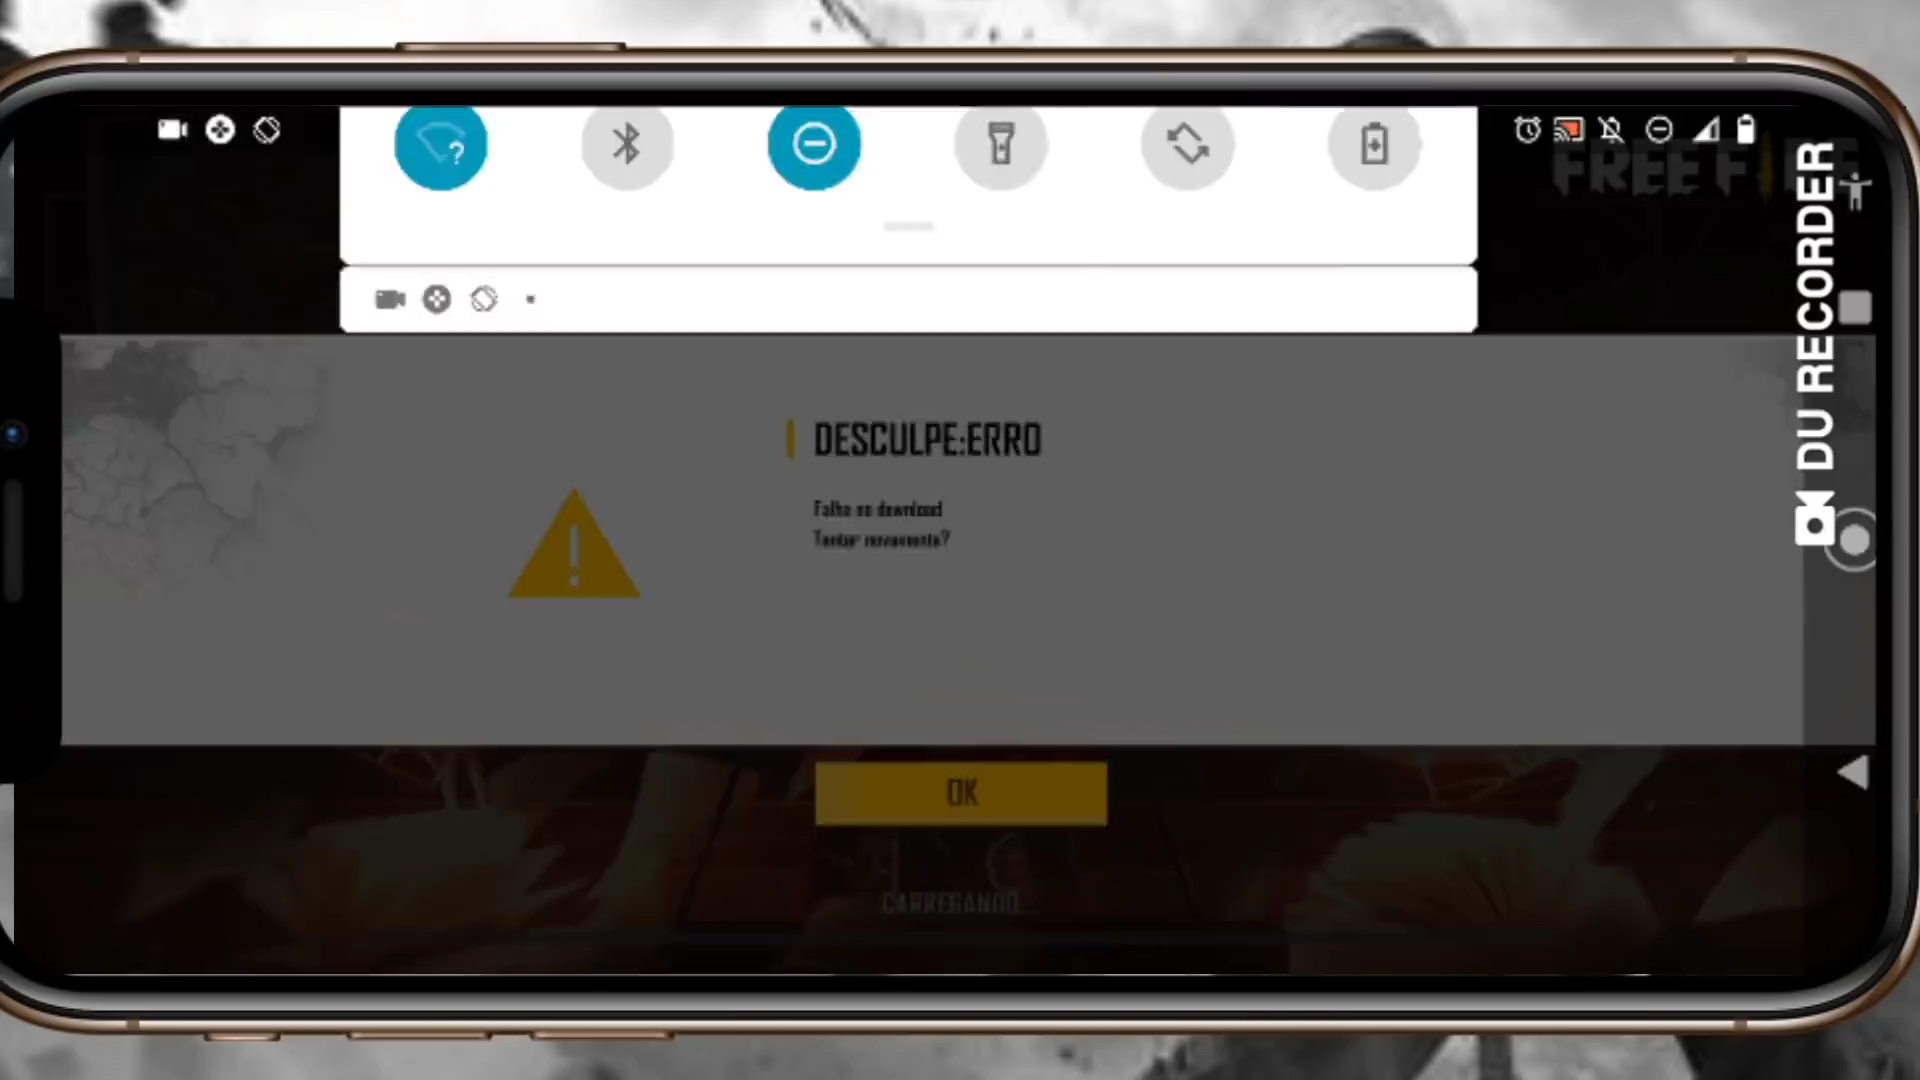 FREE FIRE
DU RECORDER
DESCULPE:ERRO
Falha no download
Tentar novamente?
OK
CARREGANDO...